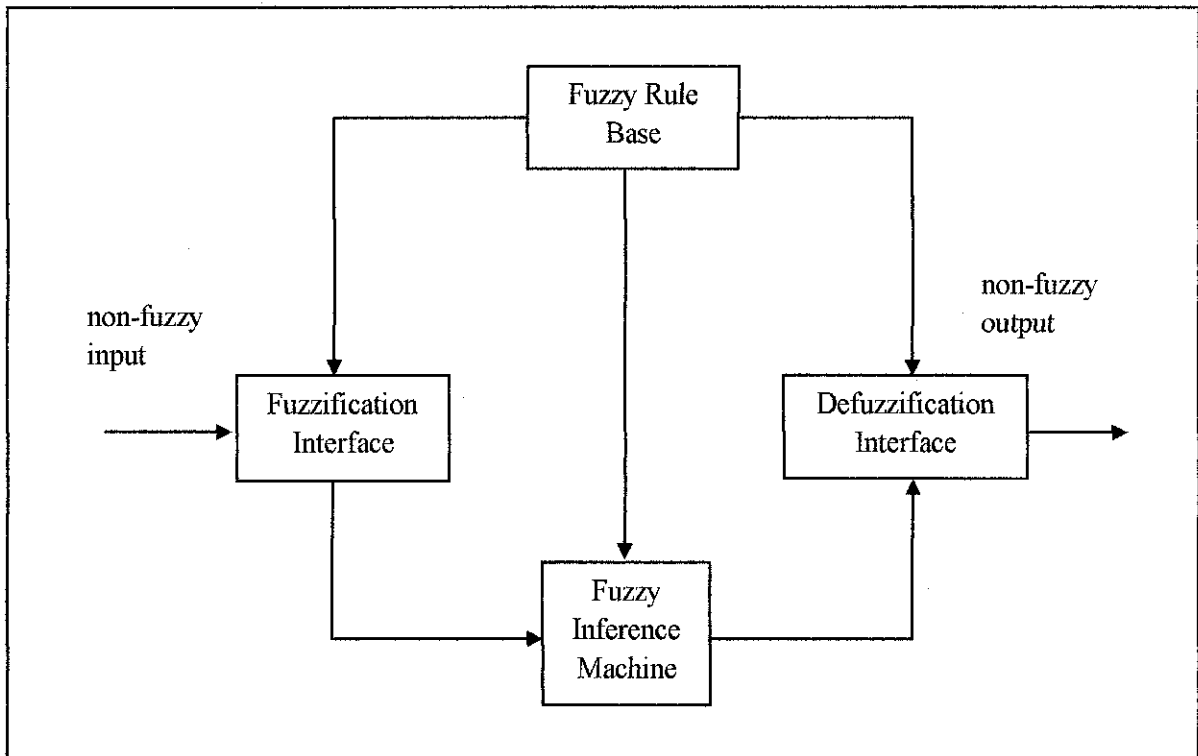 Fuzzy Rule
Base
non-fuzzy
input
non-fuzzy
output
Fuzzification
Interface
Defuzzification
Interface
Fuzzy
Inference
Machine